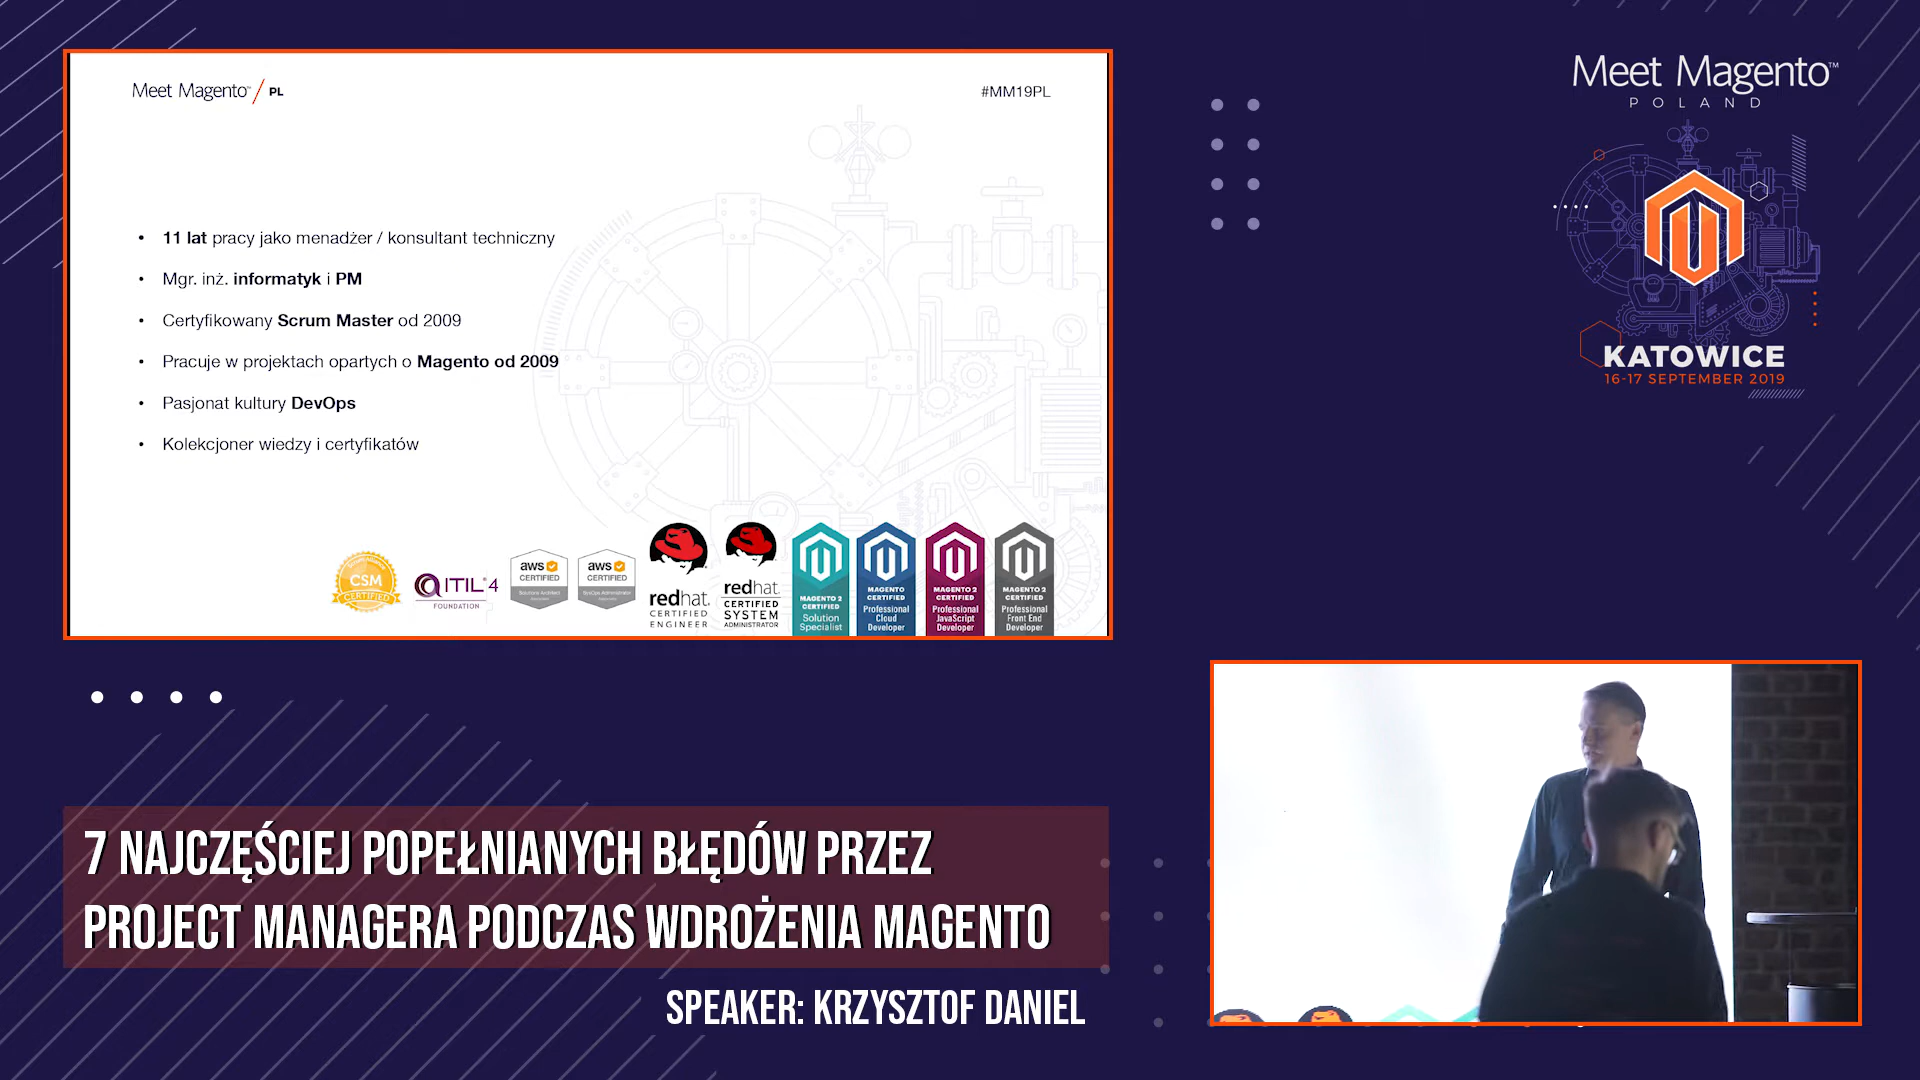 Meet Magento / PL
#MM19PL
• 11 lat pracy jako menadżer / konsultant techniczny
• Mgr. inż. informatyk i PM
• Certyfikowany Scrum Master od 2009
• Pracuje w projektach opartych o Magento od 2009
• Pasjonat kultury DevOps
• Kolekcjoner wiedzy i certyfikatów
CSM
CERTIFIED
ITIL® 4
FOUNDATION
aws
CERTIFIED
Solutions Architect
aws
CERTIFIED
SysOps Administrator
redhat.
CERTIFIED
ENGINEER
redhat.
CERTIFIED
SYSTEM
ADMINISTRATOR
MAGENTO 2
CERTIFIED
Solution
Specialist
MAGENTO
CERTIFIED
Professional
Cloud
Developer
MAGENTO 2
CERTIFIED
Professional
JavaScript
Developer
MAGENTO 2
CERTIFIED
Professional
Front End
Developer
Meet Magento™
POLAND
KATOWICE
16-17 SEPTEMBER 2019
7 NAJCZĘŚCIEJ POPEŁNIANYCH BŁĘDÓW PRZEZ
PROJECT MANAGERA PODCZAS WDROŻENIA MAGENTO
SPEAKER: KRZYSZTOF DANIEL